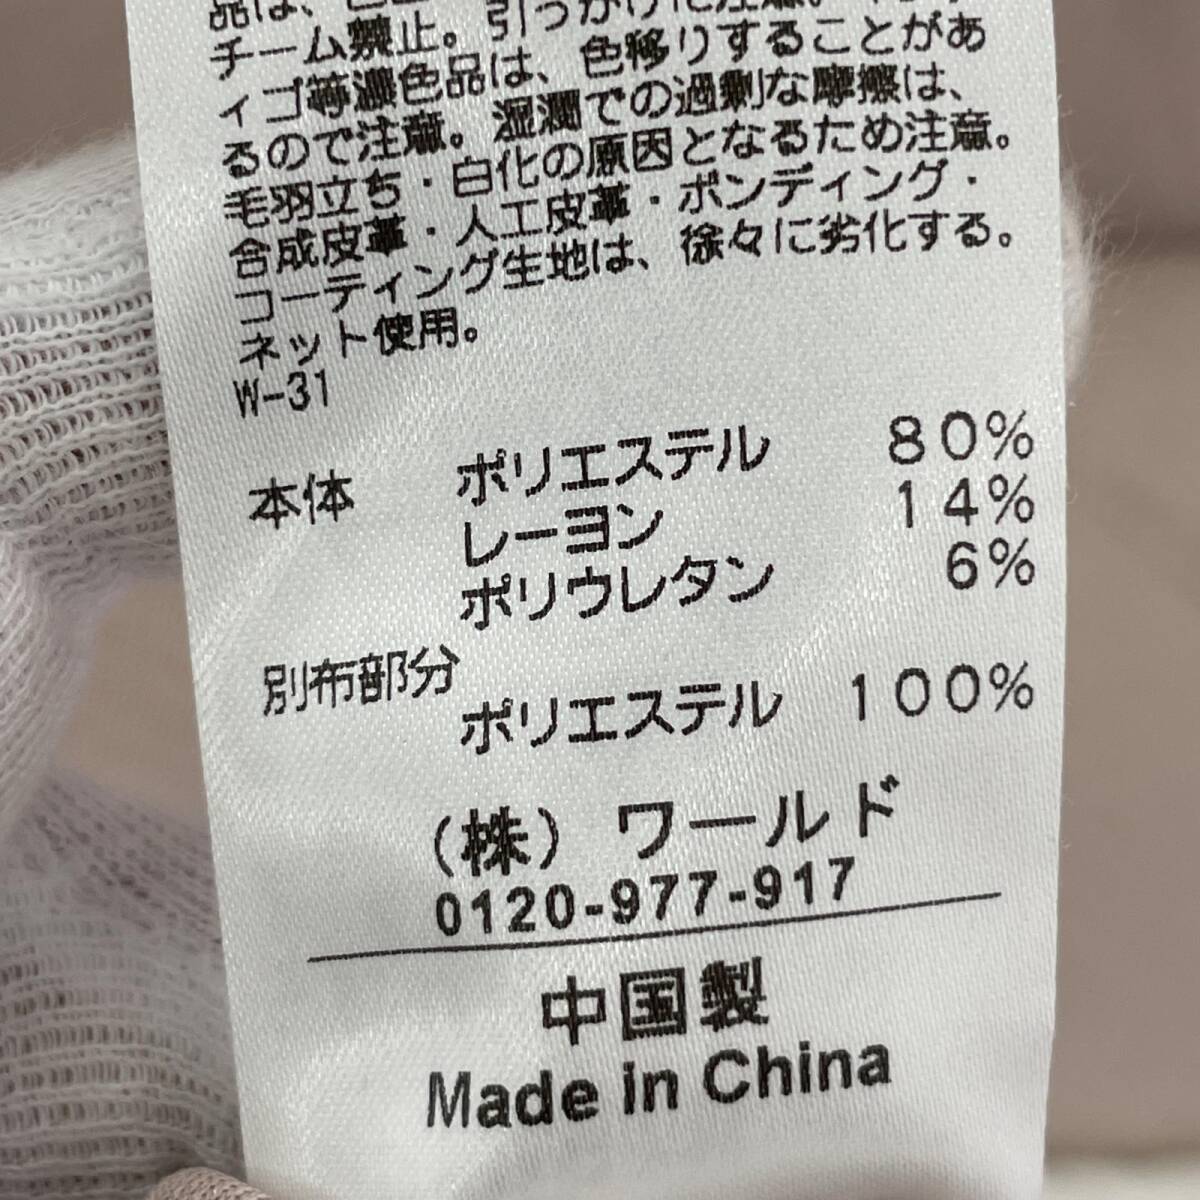 チーム禁止。引っかけに注意。
ィゴ等濃色品は、色移りすることがあ
るので注意。湿潤での過剰な摩擦は、
毛羽立ち・白化の原因となるため注意。
合成皮革・人工皮革・ボンディング・
コーティング生地は、徐々に劣化する。
ネット使用。
W-31
本体 ポリエステル 80%
レーヨン 14%
ポリウレタン 6%
別布部分
ポリエステル 100%
(株) ワールド
0120-977-917
中国製
Made in China